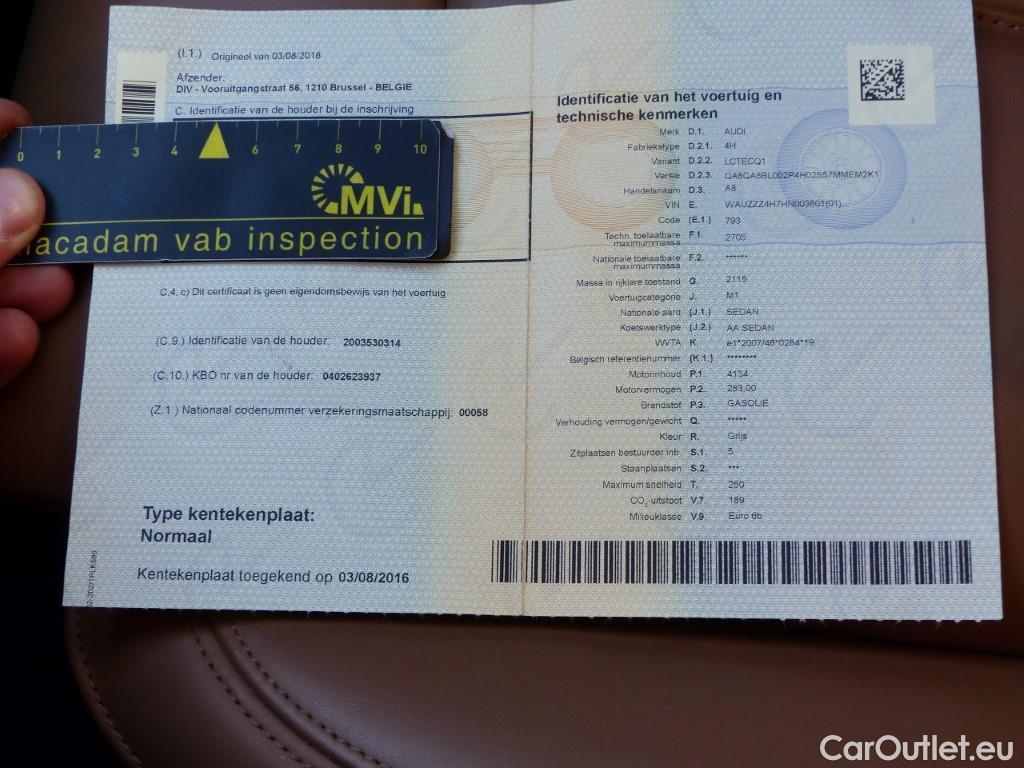 (I.1.) Origineel van 03/08/2016
Afzender:
DIV - Vooruitgangstraat 56, 1210 Brussel - BELGIE
C. Identificatie van de houder bij de inschrijving
0 1 2 3 4 6 7 8 9 10
MVi.
macadam vab inspection
C.4. c) Dit certificaat is geen eigendomsbewijs van het voertuig
(C.9.) Identificatie van de houder: 2003530314
(C.10.) KBO nr van de houder: 0402623937
(Z.1.) Nationaal codenummer verzekeringsmaatschappij: 00058
Type kentekenplaat:
Normaal
Kentekenplaat toegekend op 03/08/2016
Identificatie van het voertuig en
technische kenmerken
Merk D.1. AUDI
Fabriekstype D.2.1. 4H
Variant D.2.2. LCTECQ1
Versie D.2.3. QA8QA8BL002P4H02S57MMEM2K1
Handelsnaam D.3. A8
VIN E. WAUZZZ4H7HN003601(01)...
Code (E.1.) 793
Techn. toelaatbare maximummassa F.1. 2705
Nationale toelaatbare maximummassa F.2. ******
Massa in rijklare toestand G. 2115
Voertuigcategorie J. M1
Nationale aard (J.1.) SEDAN
Koetswerktype (J.2.) AA SEDAN
WVTA K. e1*2007/46*0284*19
Belgisch referentienummer (K.1.) ********
Motorinhoud P.1. 4134
Motorvermogen P.2. 283,00
Brandstof P.3. GASOLIE
Verhouding vermogen/gewicht Q. *****
Kleur R. Grijs
Zitplaatsen bestuurder inb. S.1. 5
Staanplaatsen S.2. ***
Maximum snelheid T. 250
CO2-uitstoot V.7. 189
Milieuklasse V.9. Euro 6b
CarOutlet.eu